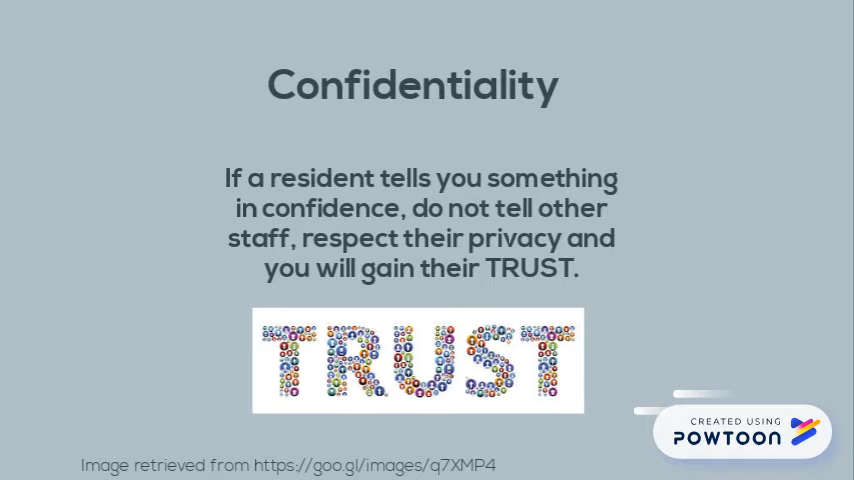 Confidentiality
If a resident tells you something
in confidence, do not tell other
staff, respect their privacy and
you will gain their TRUST.
TRUST
CREATED USING
POWTOON
Image retrieved from https://goo.gl/images/q7XMP4